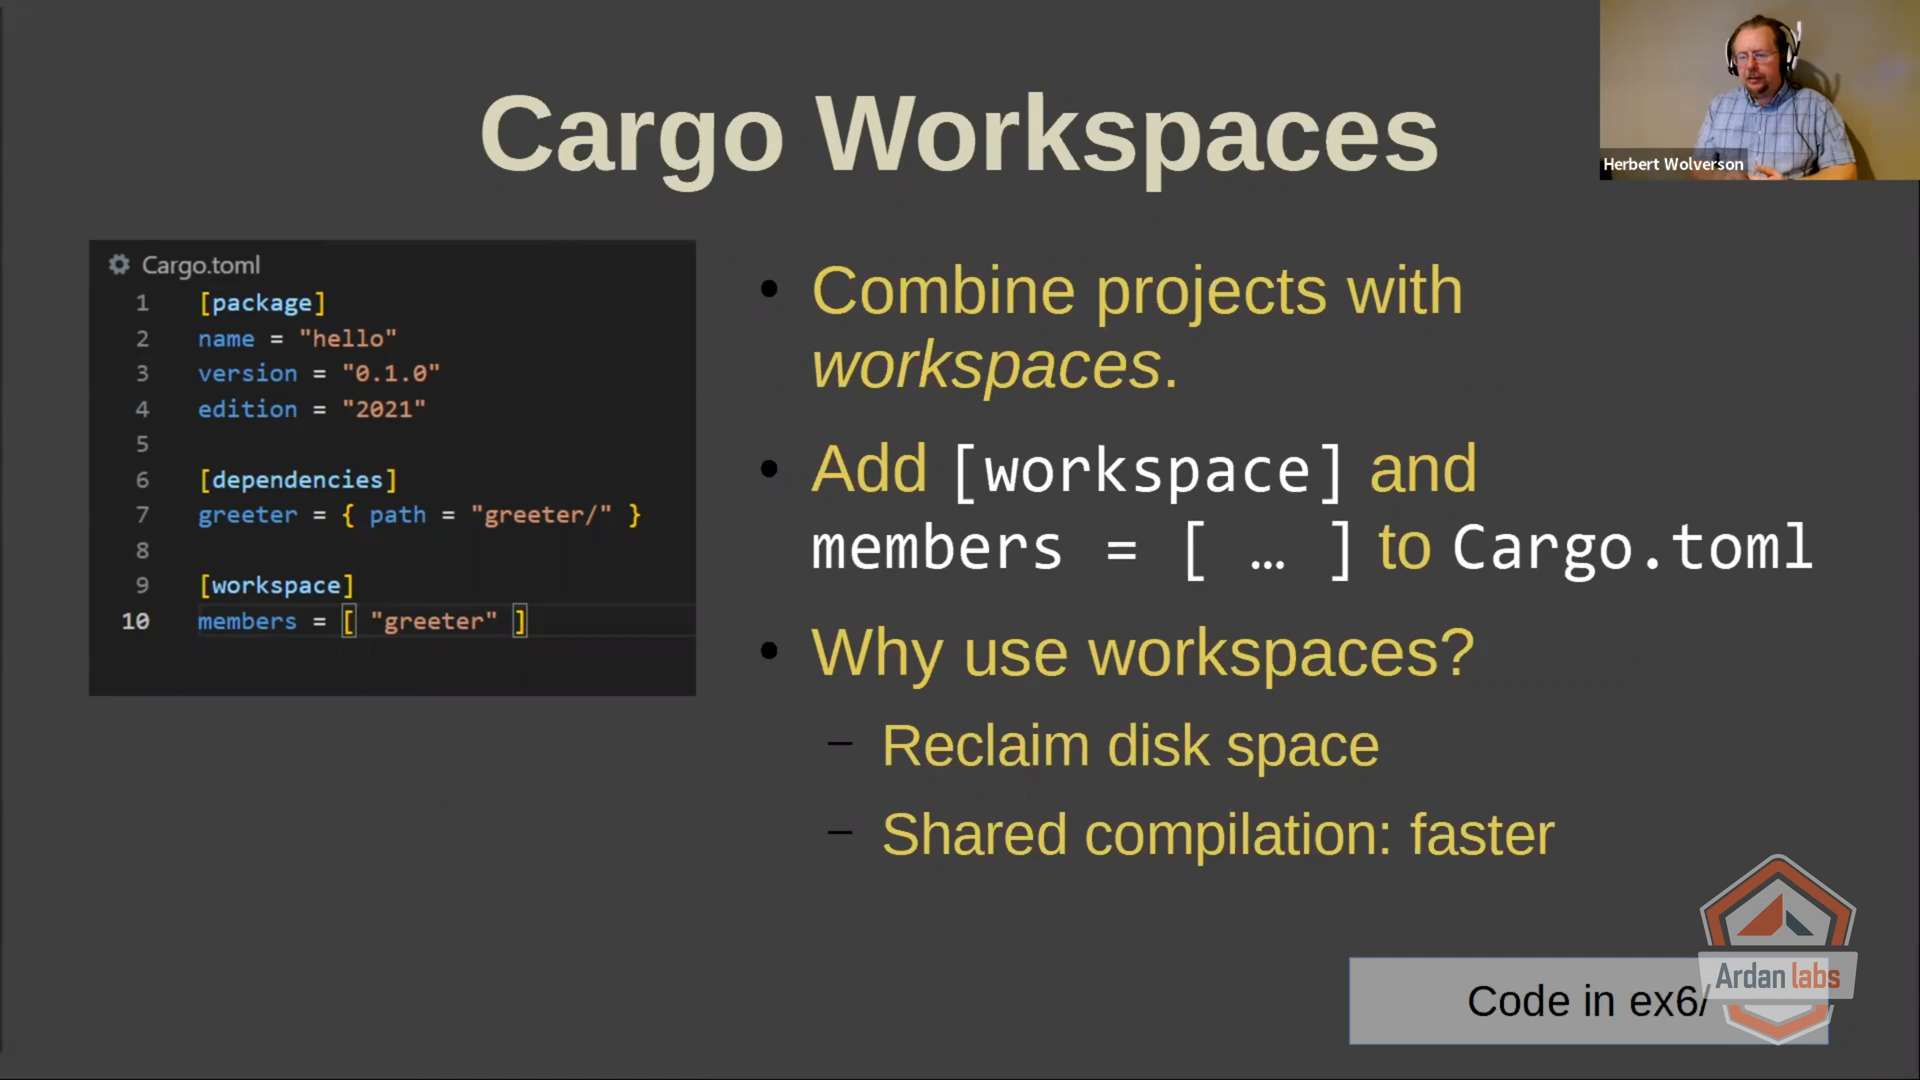 Cargo Workspaces
Herbert Wolverson
Cargo.toml
1 [package]
2 name = "hello"
3 version = "0.1.0"
4 edition = "2021"
5
6 [dependencies]
7 greeter = { path = "greeter/" }
8
9 [workspace]
10 members = [ "greeter" ]
• Combine projects with
workspaces.
• Add [workspace] and
members = [ … ] to Cargo.toml
• Why use workspaces?
– Reclaim disk space
– Shared compilation: faster
Code in ex6/
Ardan labs